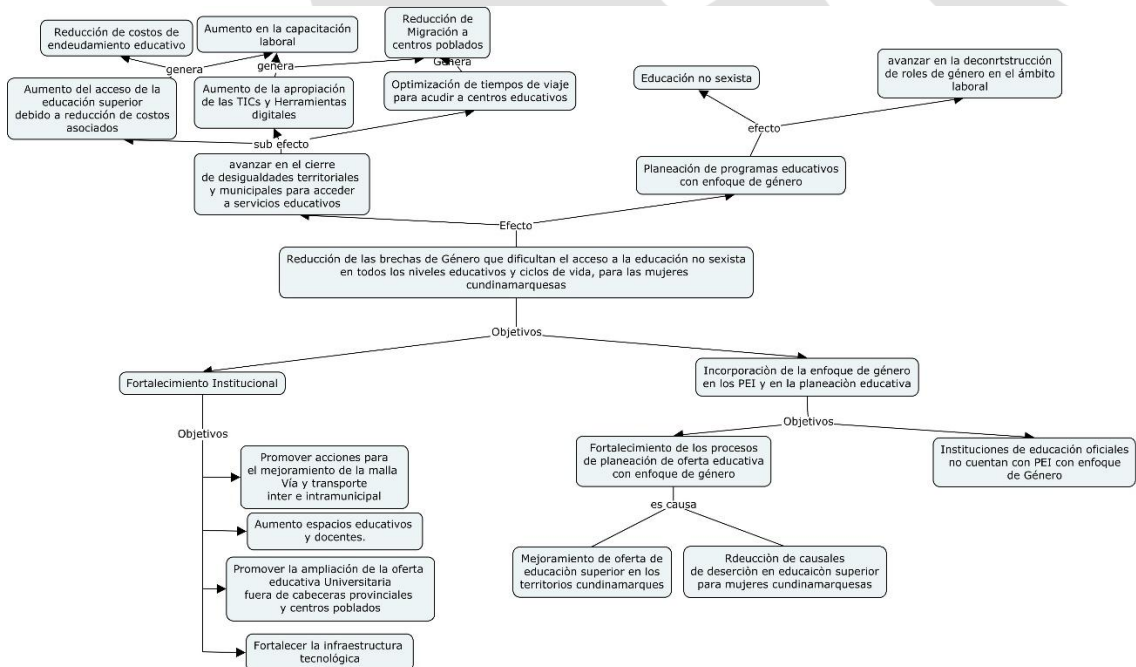 Reducción de costos de
endeudamiento educativo
Aumento en la capacitación
laboral
Reducción de
Migración a
centros poblados
genera
genera
Genera
Aumento del acceso de la
educación superior
debido a reducción de costos
asociados
Aumento de la apropiación
de las TICs y Herramientas
digitales
Optimización de tiempos de viaje
para acudir a centros educativos
Educación no sexista
avanzar en la deconrtstrucción
de roles de género en el ámbito
laboral
sub efecto
efecto
avanzar en el cierre
de desigualdades territoriales
y municipales para acceder
a servicios educativos
Planeación de programas educativos
con enfoque de género
Efecto
Reducción de las brechas de Género que dificultan el acceso a la educación no sexista
en todos los niveles educativos y ciclos de vida, para las mujeres
cundinamarquesas
Objetivos
Fortalecimiento Institucional
Incorporaciòn de la enfoque de género
en los PEI y en la planeaciòn educativa
Objetivos
Promover acciones para
el mejoramiento de la malla
Vía y transporte
inter e intramunicipal
Aumento espacios educativos
y docentes.
Promover la ampliación de la oferta
educativa Universitaria
fuera de cabeceras provinciales
y centros poblados
Fortalecer la infraestructura
tecnológica
Objetivos
Fortalecimiento de los procesos
de planeación de oferta educativa
con enfoque de género
Instituciones de educación oficiales
no cuentan con PEI con enfoque
de Género
es causa
Mejoramiento de oferta de
educaciòn superior en los
territorios cundinamarques
Rdeucciòn de causales
de deserciòn en educaicòn superior
para mujeres cundinamarquesas